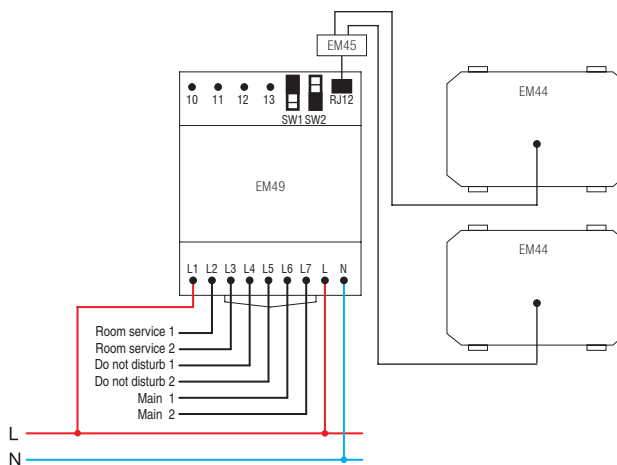 EM45
10 11 12 13 RJ12
SW1 SW2
EM44
EM49
EM44
L1 L2 L3 L4 L5 L6 L7 L N
Room service 1
Room service 2
Do not disturb 1
Do not disturb 2
Main 1
Main 2
L
N